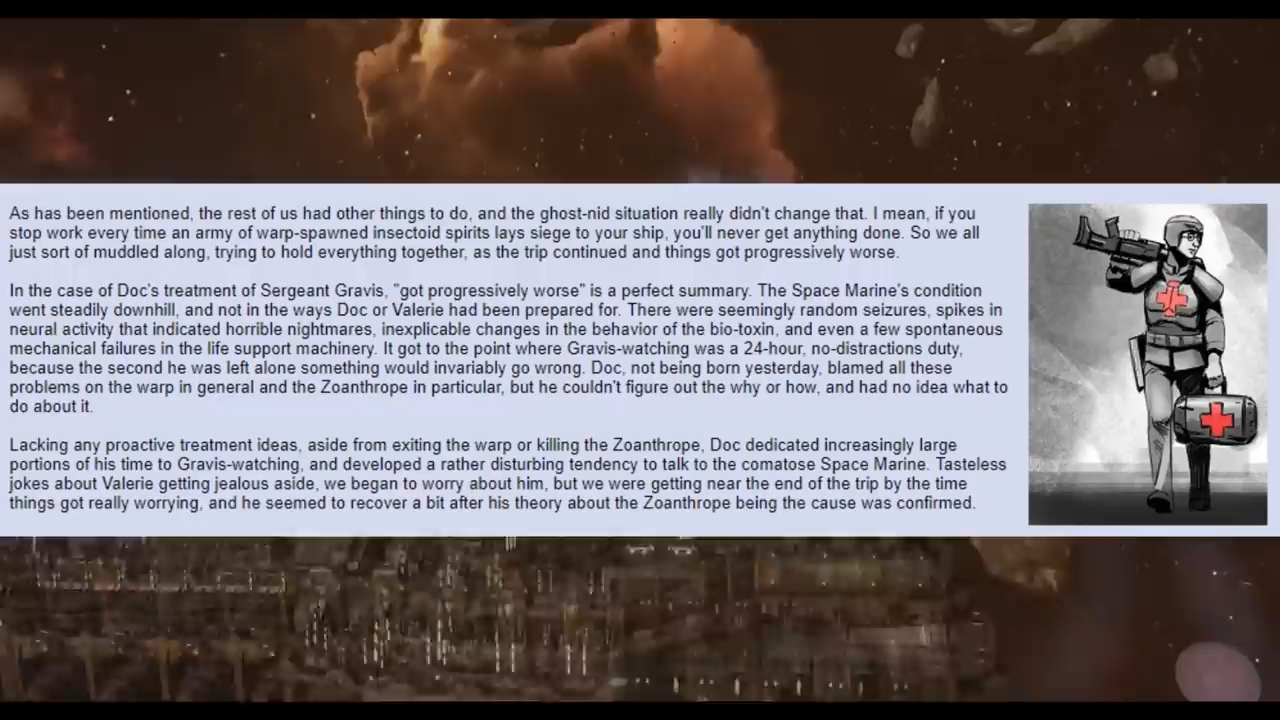 As has been mentioned, the rest of us had other things to do, and the ghost-nid situation really didn't change that. I mean, if you
stop work every time an army of warp-spawned insectoid spirits lays siege to your ship, you'll never get anything done. So we all
just sort of muddled along, trying to hold everything together, as the trip continued and things got progressively worse.
In the case of Doc's treatment of Sergeant Gravis, "got progressively worse" is a perfect summary. The Space Marine's condition
went steadily downhill, and not in the ways Doc or Valerie had been prepared for. There were seemingly random seizures, spikes in
neural activity that indicated horrible nightmares, inexplicable changes in the behavior of the bio-toxin, and even a few spontaneous
mechanical failures in the life support machinery. It got to the point where Gravis-watching was a 24-hour, no-distractions duty,
because the second he was left alone something would invariably go wrong. Doc, not being born yesterday, blamed all these
problems on the warp in general and the Zoanthrope in particular, but he couldn't figure out the why or how, and had no idea what to
do about it.
Lacking any proactive treatment ideas, aside from exiting the warp or killing the Zoanthrope, Doc dedicated increasingly large
portions of his time to Gravis-watching, and developed a rather disturbing tendency to talk to the comatose Space Marine. Tasteless
jokes about Valerie getting jealous aside, we began to worry about him, but we were getting near the end of the trip by the time
things got really worrying, and he seemed to recover a bit after his theory about the Zoanthrope being the cause was confirmed.